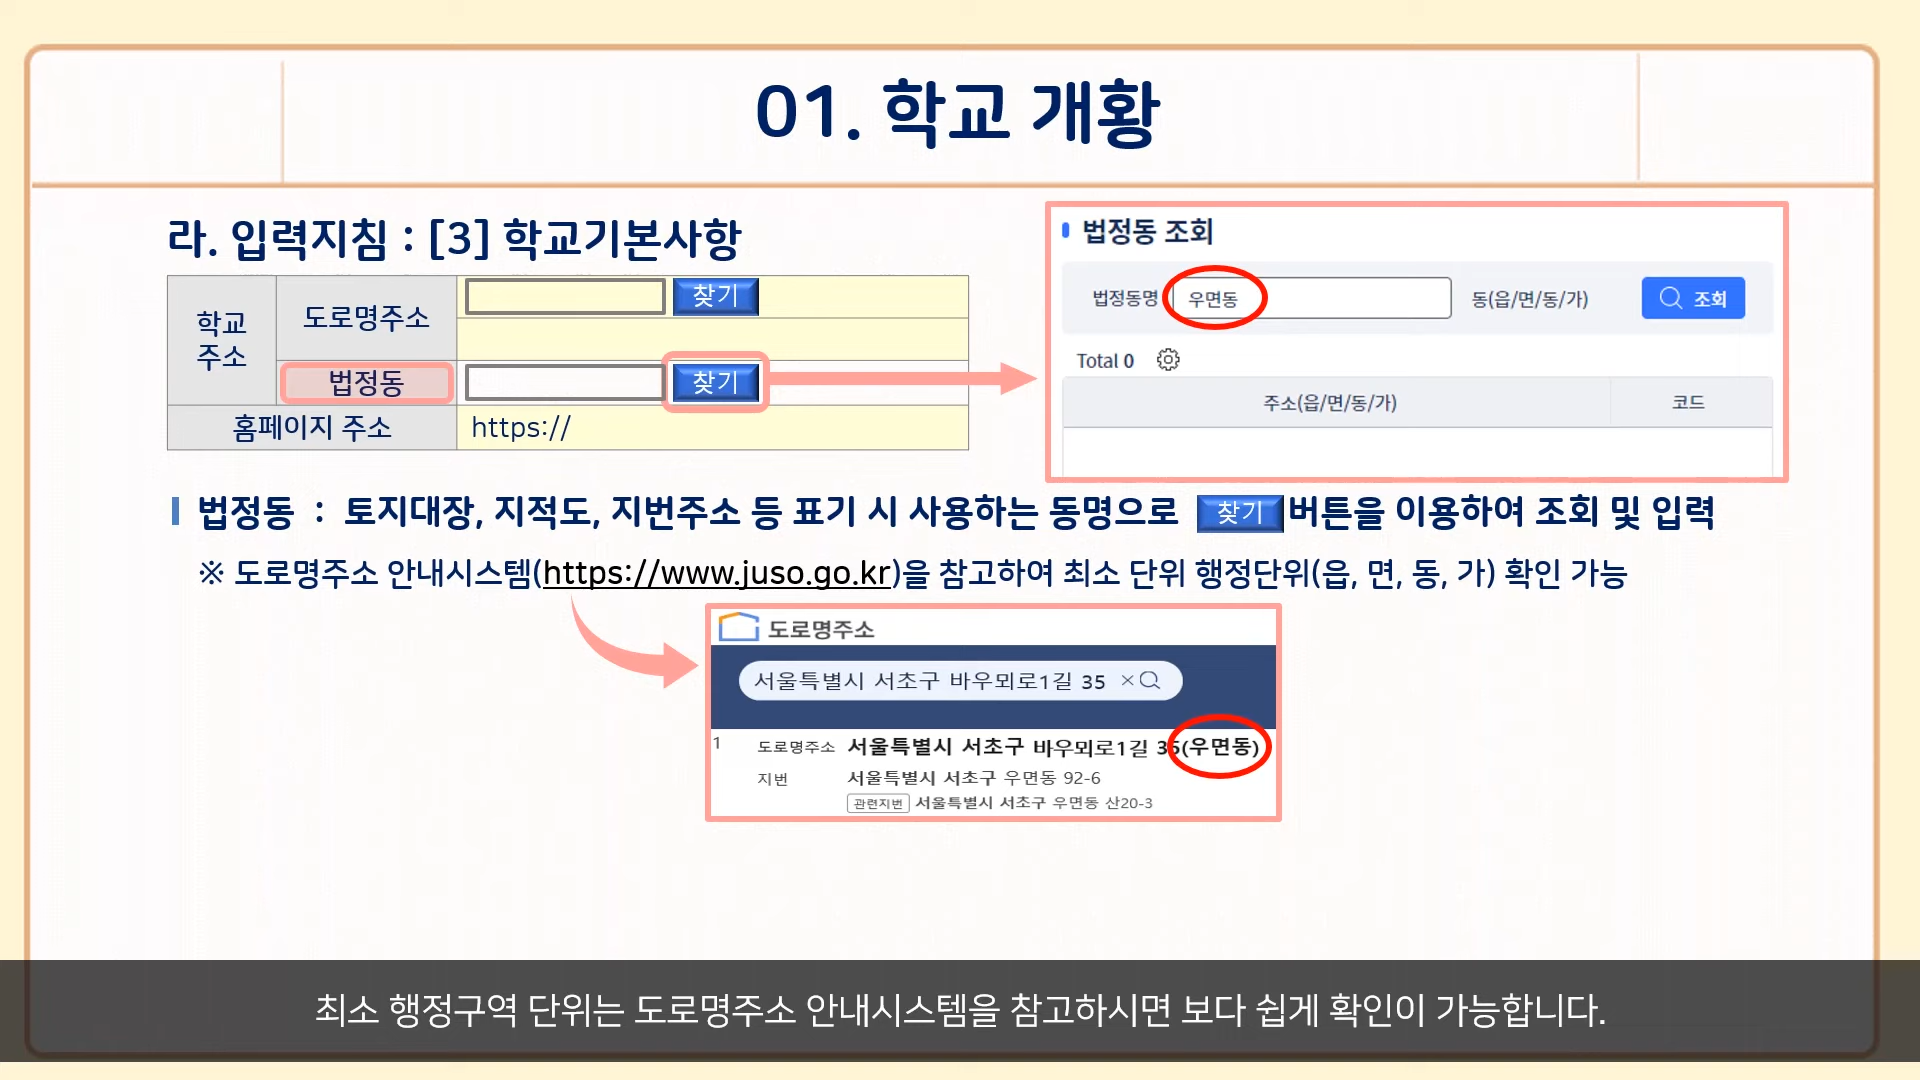 01. 학교 개황
라. 입력지침 : [3] 학교기본사항
학교 주소
도로명주소
찾기
법정동
찾기
홈페이지 주소
https://
법정동 조회
법정동명
우면동
동(읍/면/동/가)
조회
Total 0
주소(읍/면/동/가)
코드
법정동 : 토지대장, 지적도, 지번주소 등 표기 시 사용하는 동명으로 찾기 버튼을 이용하여 조회 및 입력
※ 도로명주소 안내시스템(https://www.juso.go.kr)을 참고하여 최소 단위 행정단위(읍, 면, 동, 가) 확인 가능
도로명주소
서울특별시 서초구 바우뫼로1길 35 ×
1 도로명주소 서울특별시 서초구 바우뫼로1길 35(우면동)
지번 서울특별시 서초구 우면동 92-6
관련지번 서울특별시 서초구 우면동 산20-3
최소 행정구역 단위는 도로명주소 안내시스템을 참고하시면 보다 쉽게 확인이 가능합니다.